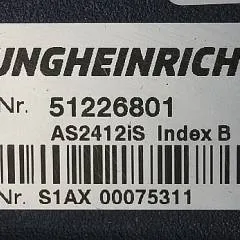 UNGHEINRICH
Nr. 51226801
AS2412iS Index B
Nr. S1AX 00075311